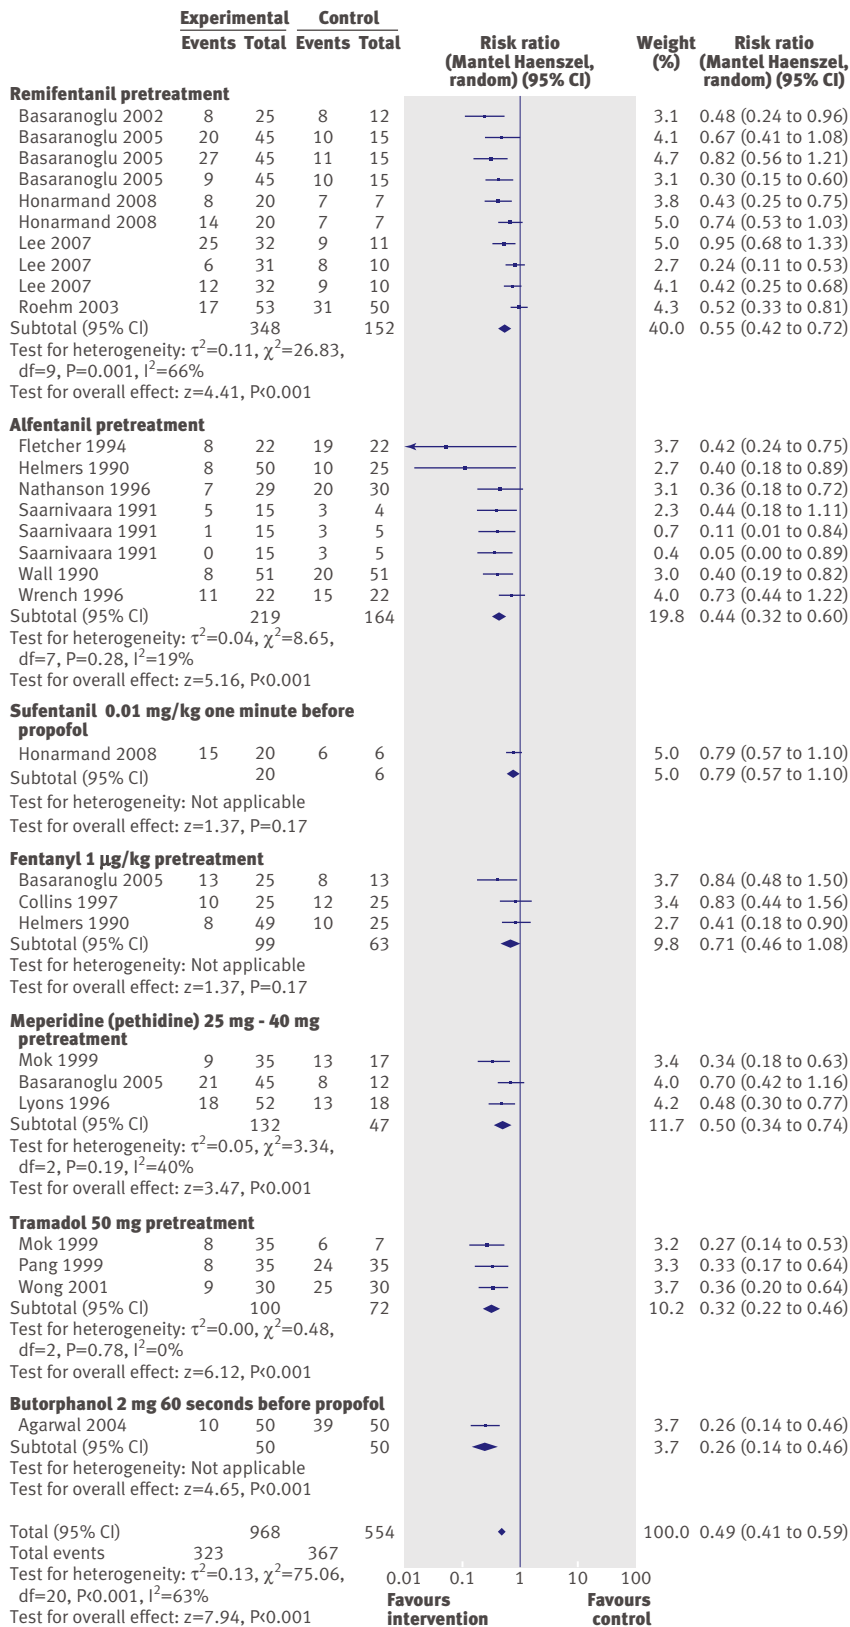 Experimental Control
Events Total Events Total Risk ratio (Mantel Haenszel, random) (95% CI) Weight (%) Risk ratio (Mantel Haenszel, random) (95% CI)
Remifentanil pretreatment
Basaranoglu 2002 8 25 8 12 3.1 0.48 (0.24 to 0.96)
Basaranoglu 2005 20 45 10 15 4.1 0.67 (0.41 to 1.08)
Basaranoglu 2005 27 45 11 15 4.7 0.82 (0.56 to 1.21)
Basaranoglu 2005 9 45 10 15 3.1 0.30 (0.15 to 0.60)
Honarmand 2008 8 20 7 7 3.8 0.43 (0.25 to 0.75)
Honarmand 2008 14 20 7 7 5.0 0.74 (0.53 to 1.03)
Lee 2007 25 32 9 11 5.0 0.95 (0.68 to 1.33)
Lee 2007 6 31 8 10 2.7 0.24 (0.11 to 0.53)
Lee 2007 12 32 9 10 4.1 0.42 (0.25 to 0.68)
Roehm 2003 17 53 31 50 4.3 0.52 (0.33 to 0.81)
Subtotal (95% CI) 348 152 40.0 0.55 (0.42 to 0.72)
Test for heterogeneity: τ²=0.11, χ²=26.83,
df=9, P=0.001, I²=66%
Test for overall effect: z=4.41, P<0.001
Alfentanil pretreatment
Fletcher 1994 8 22 19 22 3.7 0.42 (0.24 to 0.75)
Helmers 1990 8 50 10 25 2.7 0.40 (0.18 to 0.89)
Nathanson 1996 7 29 20 30 3.1 0.36 (0.18 to 0.72)
Saarnivaara 1991 5 15 3 4 2.3 0.44 (0.18 to 1.11)
Saarnivaara 1991 1 15 3 5 0.7 0.11 (0.01 to 0.84)
Saarnivaara 1991 0 15 3 5 0.4 0.05 (0.00 to 0.89)
Wall 1990 8 51 20 51 3.0 0.40 (0.19 to 0.82)
Wrench 1996 11 22 15 22 4.0 0.73 (0.44 to 1.22)
Subtotal (95% CI) 219 164 19.8 0.44 (0.32 to 0.60)
Test for heterogeneity: τ²=0.04, χ²=8.65,
df=7, P=0.28, I²=19%
Test for overall effect: z=5.16, P<0.001
Sufentanil 0.01 mg/kg one minute before
propofol
Honarmand 2008 15 20 6 6 5.0 0.79 (0.57 to 1.10)
Subtotal (95% CI) 20 6 5.0 0.79 (0.57 to 1.10)
Test for heterogeneity: Not applicable
Test for overall effect: z=1.37, P=0.17
Fentanyl 1 µg/kg pretreatment
Basaranoglu 2005 13 25 8 13 3.7 0.84 (0.48 to 1.50)
Collins 1997 10 25 12 25 3.4 0.83 (0.44 to 1.56)
Helmers 1990 8 49 10 25 2.7 0.41 (0.18 to 0.90)
Subtotal (95% CI) 99 63 9.8 0.71 (0.46 to 1.08)
Test for heterogeneity: Not applicable
Test for overall effect: z=1.37, P=0.17
Meperidine (pethidine) 25 mg - 40 mg
pretreatment
Mok 1999 9 35 13 17 3.4 0.34 (0.18 to 0.63)
Basaranoglu 2005 21 45 8 12 4.0 0.70 (0.42 to 1.16)
Lyons 1996 18 52 13 18 4.2 0.48 (0.30 to 0.77)
Subtotal (95% CI) 132 47 11.7 0.50 (0.34 to 0.74)
Test for heterogeneity: τ²=0.05, χ²=3.34,
df=2, P=0.19, I²=40%
Test for overall effect: z=3.47, P<0.001
Tramadol 50 mg pretreatment
Mok 1999 8 35 6 7 3.2 0.27 (0.14 to 0.53)
Pang 1999 8 35 24 35 3.3 0.33 (0.17 to 0.64)
Wong 2001 9 30 25 30 3.7 0.36 (0.20 to 0.64)
Subtotal (95% CI) 100 72 10.2 0.32 (0.22 to 0.46)
Test for heterogeneity: τ²=0.00, χ²=0.48,
df=2, P=0.78, I²=0%
Test for overall effect: z=6.12, P<0.001
Butorphanol 2 mg 60 seconds before propofol
Agarwal 2004 10 50 39 50 3.7 0.26 (0.14 to 0.46)
Subtotal (95% CI) 50 50 3.7 0.26 (0.14 to 0.46)
Test for heterogeneity: Not applicable
Test for overall effect: z=4.65, P<0.001
Total (95% CI) 968 554 100.0 0.49 (0.41 to 0.59)
Total events 323 367
Test for heterogeneity: τ²=0.13, χ²=75.06,
df=20, P<0.001, I²=63%
Test for overall effect: z=7.94, P<0.001
0.01 0.1 1 10 100
Favours intervention Favours control